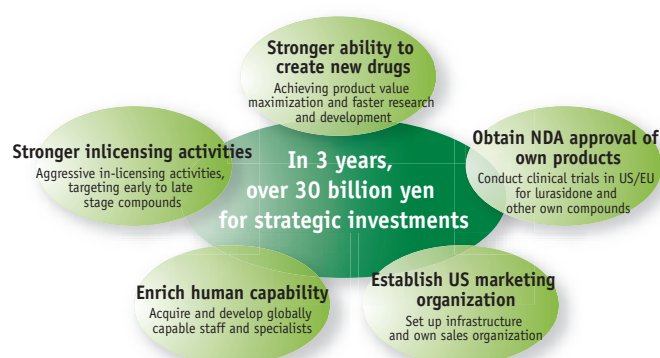 Stronger ability to
create new drugs
Achieving product value
maximization and faster research
and development
Stronger inlicensing activities
Aggressive in-licensing activities,
targeting early to late
stage compounds
In 3 years,
over 30 billion yen
for strategic investments
Obtain NDA approval of
own products
Conduct clinical trials in US/EU
for lurasidone and
other own compounds
Enrich human capability
Acquire and develop globally
capable staff and specialists
Establish US marketing
organization
Set up infrastructure
and own sales organization